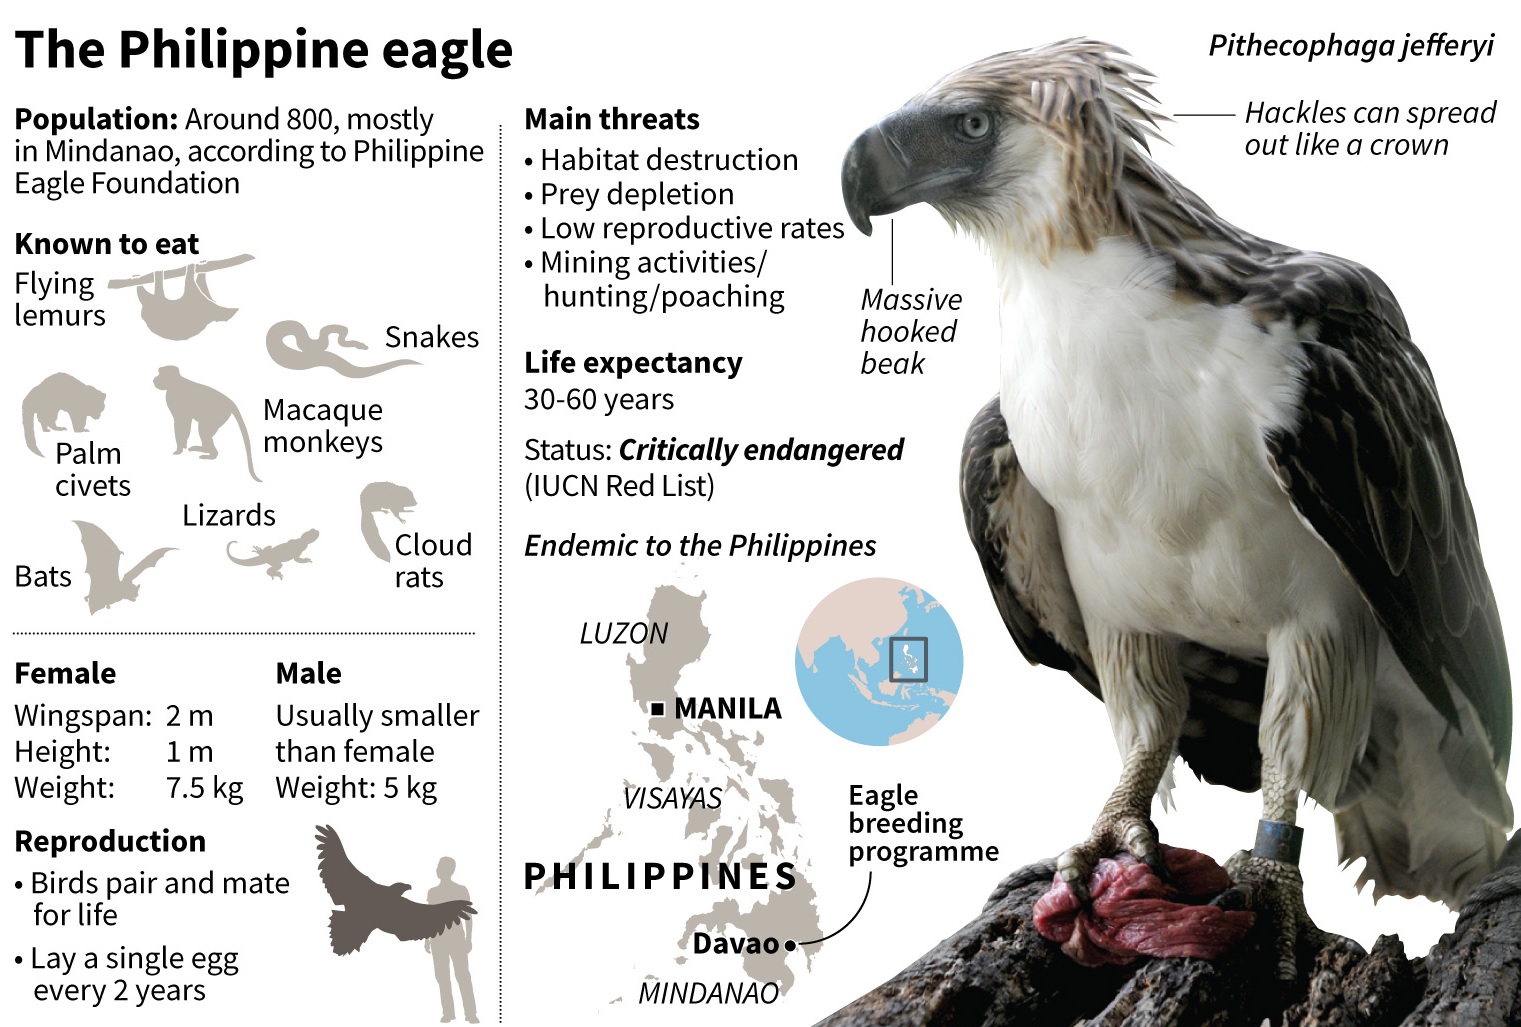 The Philippine eagle
Population: Around 800, mostly
in Mindanao, according to Philippine
Eagle Foundation
Known to eat
Flying
lemurs
Snakes
Macaque
monkeys
Palm
civets
Lizards
Cloud
rats
Bats
Female
Wingspan: 2 m
Height: 1 m
Weight: 7.5 kg
Male
Usually smaller
than female
Weight: 5 kg
Reproduction
• Birds pair and mate
for life
• Lay a single egg
every 2 years
Main threats
• Habitat destruction
• Prey depletion
• Low reproductive rates
• Mining activities/
hunting/poaching
Life expectancy
30-60 years
Status: Critically endangered
(IUCN Red List)
Endemic to the Philippines
LUZON
MANILA
VISAYAS
PHILIPPINES
Davao
MINDANAO
Eagle
breeding
programme
Pithecophaga jefferyi
Hackles can spread
out like a crown
Massive
hooked
beak